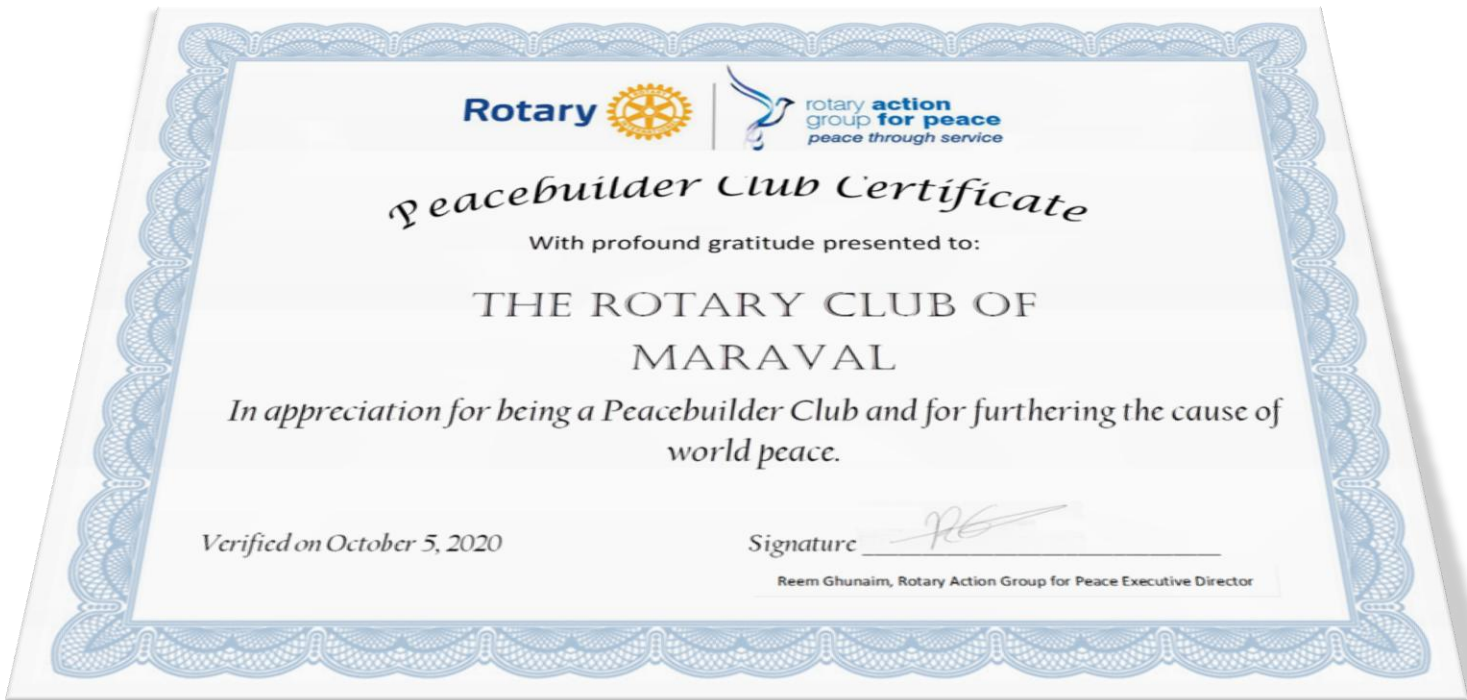 Rotary
ROTARY
INTERNATIONAL
rotary action
group for peace
peace through service
Peacebuilder Club Certificate
With profound gratitude presented to:
THE ROTARY CLUB OF
MARAVAL
In appreciation for being a Peacebuilder Club and for furthering the cause of
world peace.
Verified on October 5, 2020
Signature
Reem Ghunaim, Rotary Action Group for Peace Executive Director